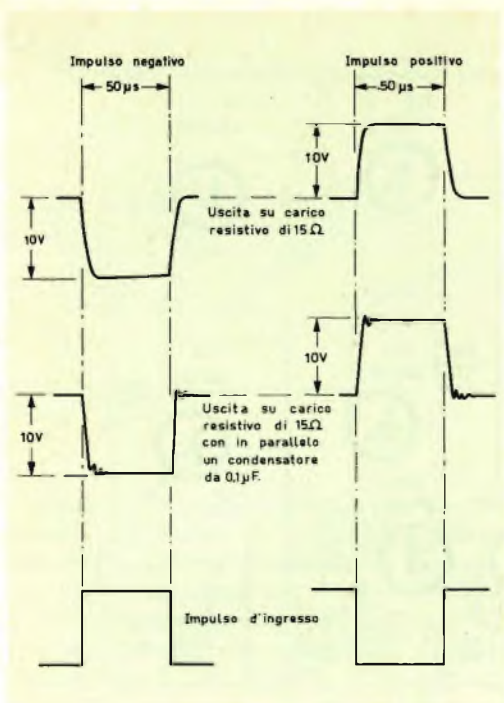 Impulso negativo
50 µs
Impulso positivo
50 µs
10V
10V
Uscita su carico
resistivo di 15 Ω
10V
10V
Uscita su carico
resistivo di 15Ω
con in parallelo
un condensatore
da 0,1 µF.
Impulso d'ingresso